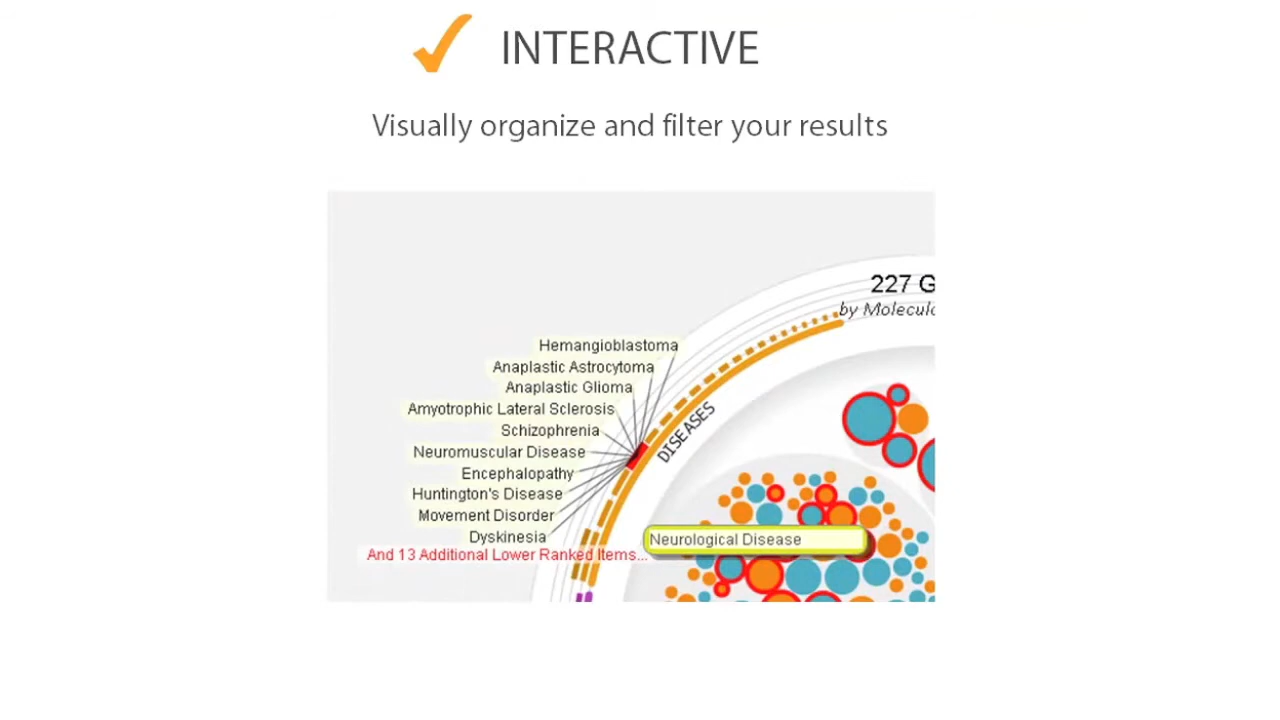 INTERACTIVE
Visually organize and filter your results
227 G
by Molecul
Hemangioblastoma
Anaplastic Astrocytoma
Anaplastic Glioma
Amyotrophic Lateral Sclerosis
Schizophrenia
Neuromuscular Disease
Encephalopathy
Huntington's Disease
Movement Disorder
Dyskinesia
And 13 Additional Lower Ranked Items...
DISEASES
Neurological Disease